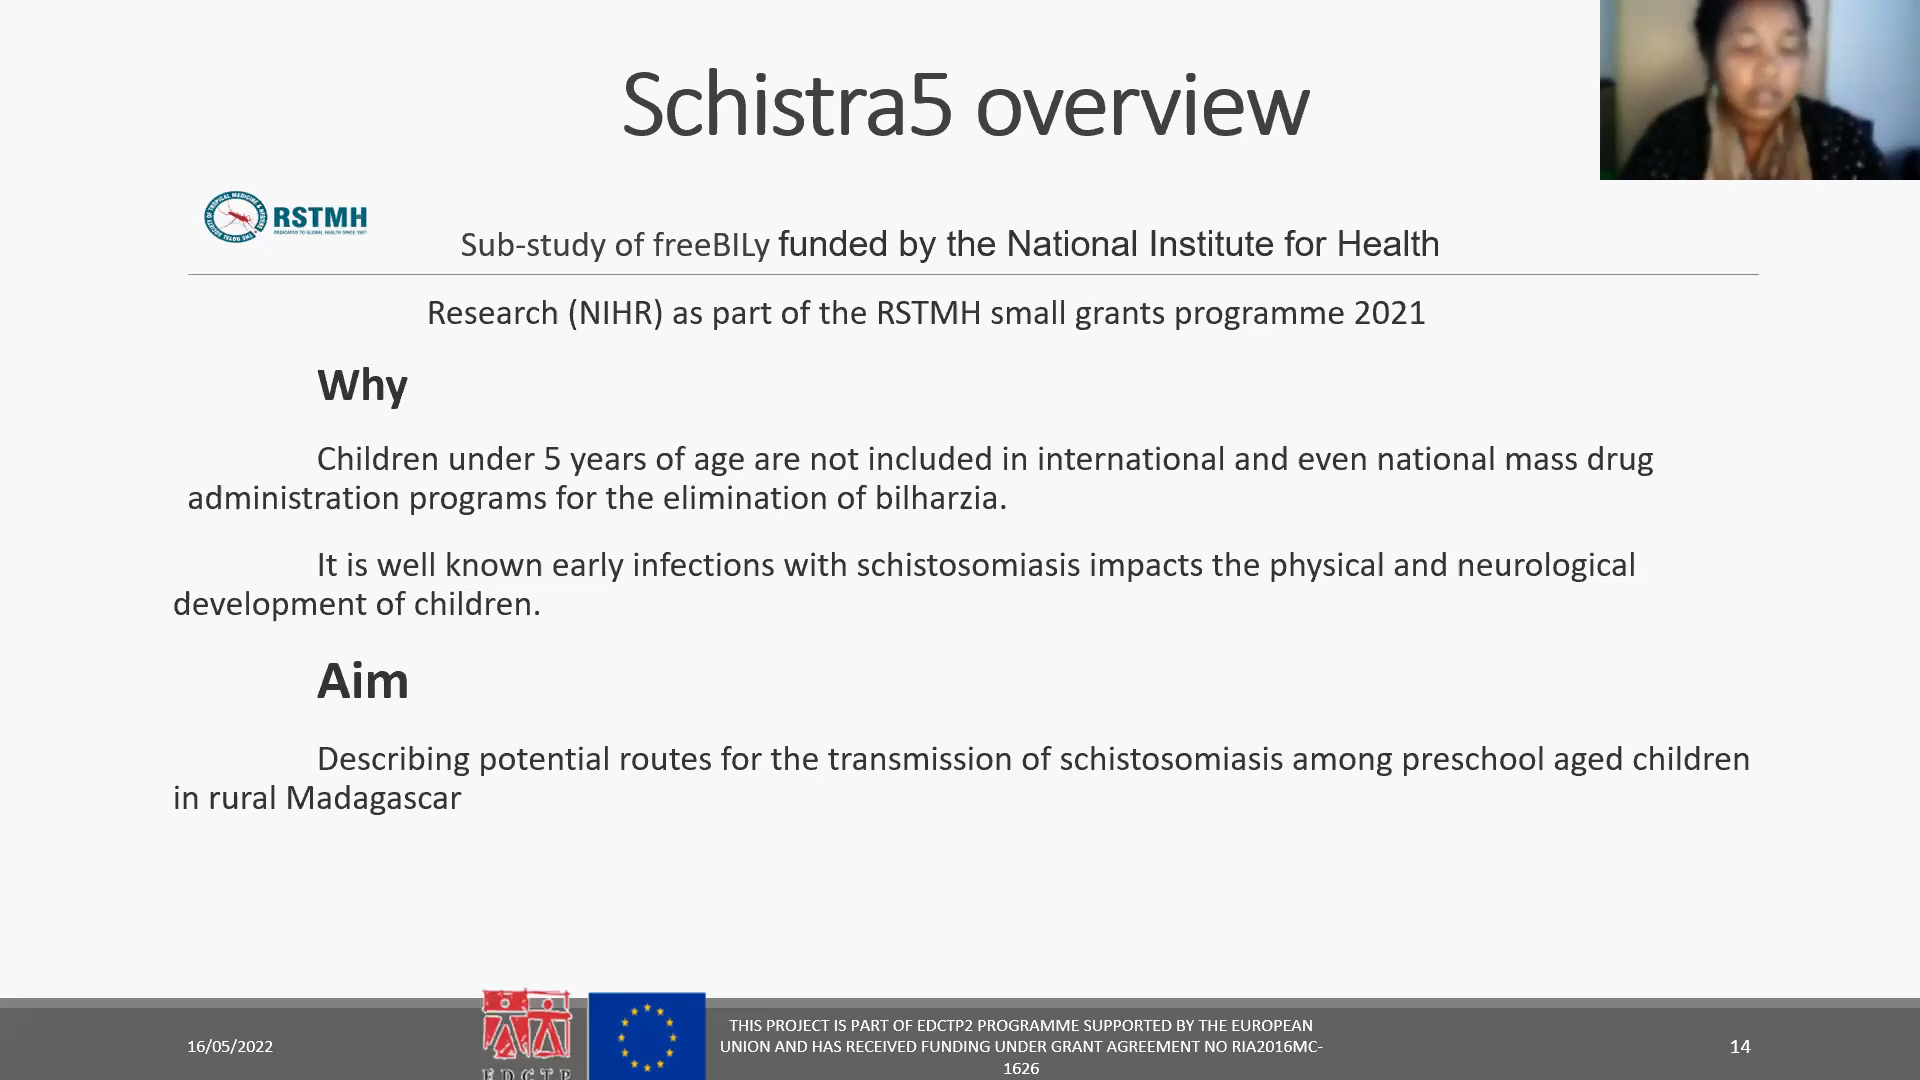 Schistra5 overview
RSTMH
Sub-study of freeBILy funded by the National Institute for Health
Research (NIHR) as part of the RSTMH small grants programme 2021
Why
Children under 5 years of age are not included in international and even national mass drug
administration programs for the elimination of bilharzia.
It is well known early infections with schistosomiasis impacts the physical and neurological
development of children.
Aim
Describing potential routes for the transmission of schistosomiasis among preschool aged children
in rural Madagascar
16/05/2022
EDCTP
THIS PROJECT IS PART OF EDCTP2 PROGRAMME SUPPORTED BY THE EUROPEAN
UNION AND HAS RECEIVED FUNDING UNDER GRANT AGREEMENT NO RIA2016MC-
1626
14